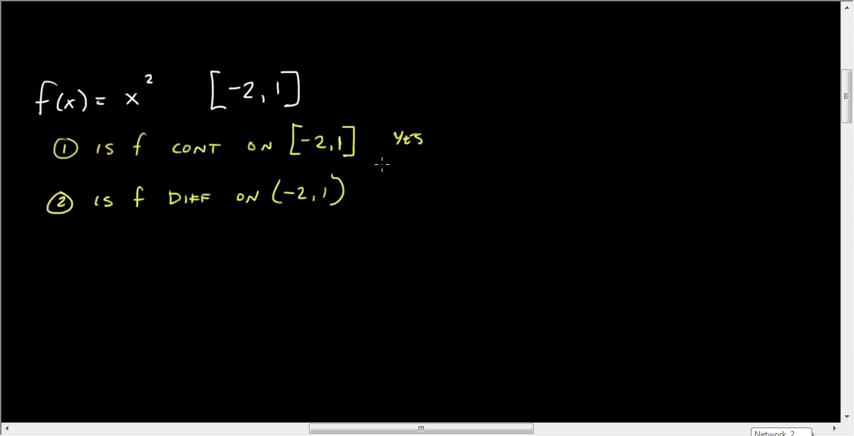 f(x) = x² [-2, 1]
① IS f CONT ON [-2, 1] YES
② IS f DIFF ON (-2, 1)
Network 2